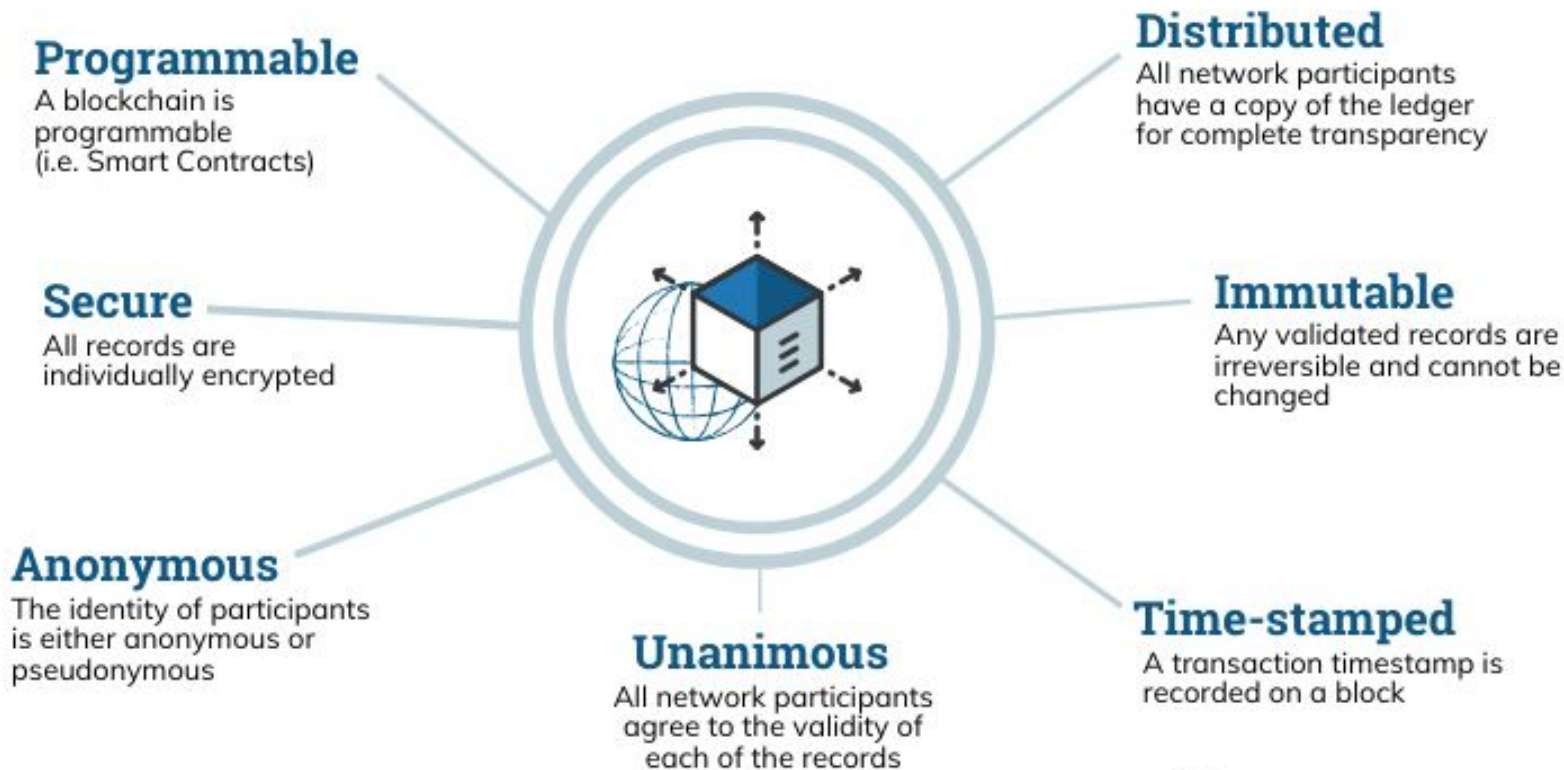 Programmable
A blockchain is
programmable
(i.e. Smart Contracts)
Distributed
All network participants
have a copy of the ledger
for complete transparency
Secure
All records are
individually encrypted
Immutable
Any validated records are
irreversible and cannot be
changed
Anonymous
The identity of participants
is either anonymous or
pseudonymous
Unanimous
All network participants
agree to the validity of
each of the records
Time-stamped
A transaction timestamp is
recorded on a block